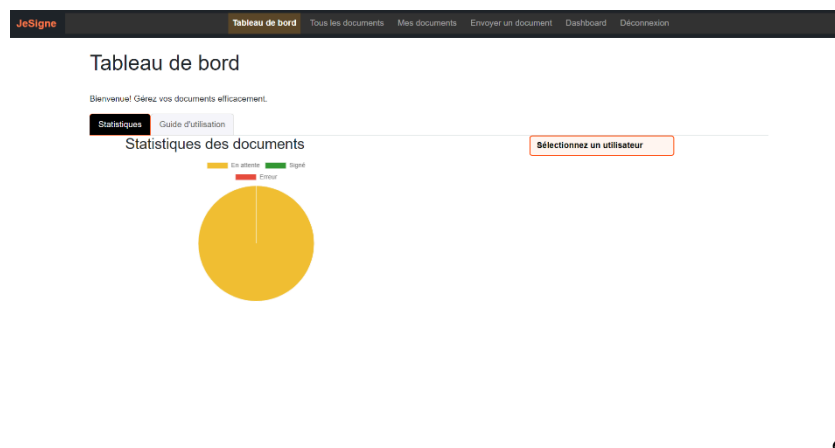 JeSigne Tableau de bord Tous les documents Mes documents Envoyer un document Dashboard Déconnexion
Tableau de bord
Bienvenue! Gérez vos documents efficacement.
Statistiques Guide d'utilisation
Statistiques des documents
Sélectionnez un utilisateur
En attente Signé
Erreur